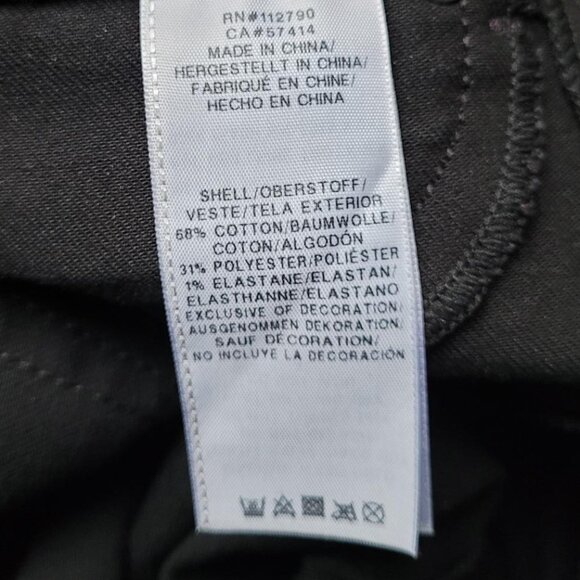 RN#112790
CA#57414
MADE IN CHINA/
HERGESTELLT IN CHINA/
FABRIQUÉ EN CHINE/
HECHO EN CHINA
SHELL/OBERSTOFF/
VESTE/TELA EXTERIOR
68% COTTON/BAUMWOLLE/
COTON/ALGODÓN
31% POLYESTER/POLIÉSTER
1% ELASTANE/ELASTAN/
ELASTHANNE/ELASTANO
EXCLUSIVE OF DECORATION/
AUSGENOMMEN DEKORATION/
SAUF DÉCORATION/
NO INCLUYE LA DECORACIÓN